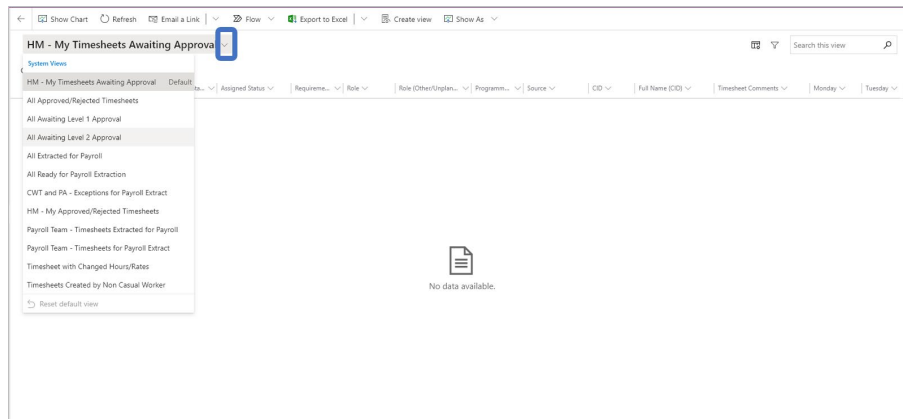 Show Chart Refresh Email a Link Flow Export to Excel Create view Show As
HM - My Timesheets Awaiting Approval
Search this view
System Views
HM - My Timesheets Awaiting Approval Default
Assigned Status Requireme... Role Role (Other/Unplan... Programm... Source CID Full Name (CID) Timesheet Comments Monday Tuesday
All Approved/Rejected Timesheets
All Awaiting Level 1 Approval
All Awaiting Level 2 Approval
All Extracted for Payroll
All Ready for Payroll Extraction
CWT and PA - Exceptions for Payroll Extract
HM - My Approved/Rejected Timesheets
Payroll Team - Timesheets Extracted for Payroll
Payroll Team - Timesheets for Payroll Extract
Timesheet with Changed Hours/Rates
Timesheets Created by Non Casual Worker
Reset default view
No data available.